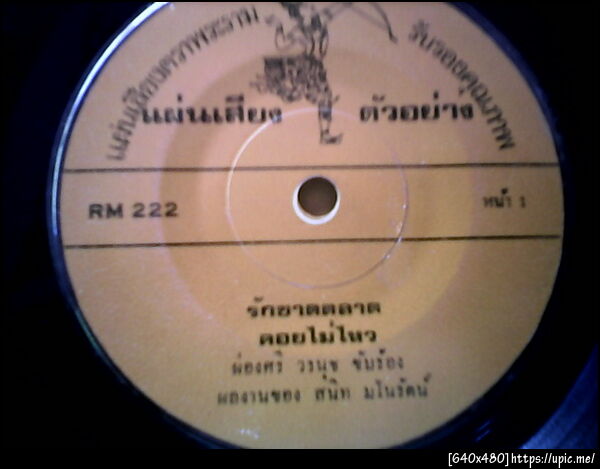 แผ่นเสียงตราพระราม
รับรองคุณภาพ
แผ่นเสียง ตัวอย่าง
RM 222
หน้า 1
รักขาดตลาด
คอยไม่ไหว
ผ่องศรี วรนุช ขับร้อง
ผลงานของ สนิท มโนรัตน์
[640x480]https://upic.me/